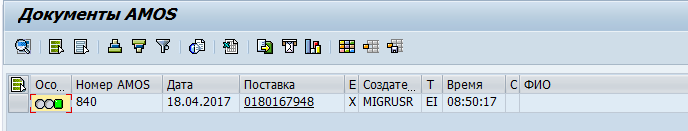 Документы AMOS
Осо... Номер AMOS Дата Поставка Е Создате... Т Время С ФИО
840 18.04.2017 0180167948 X MIGRUSR EI 08:50:17